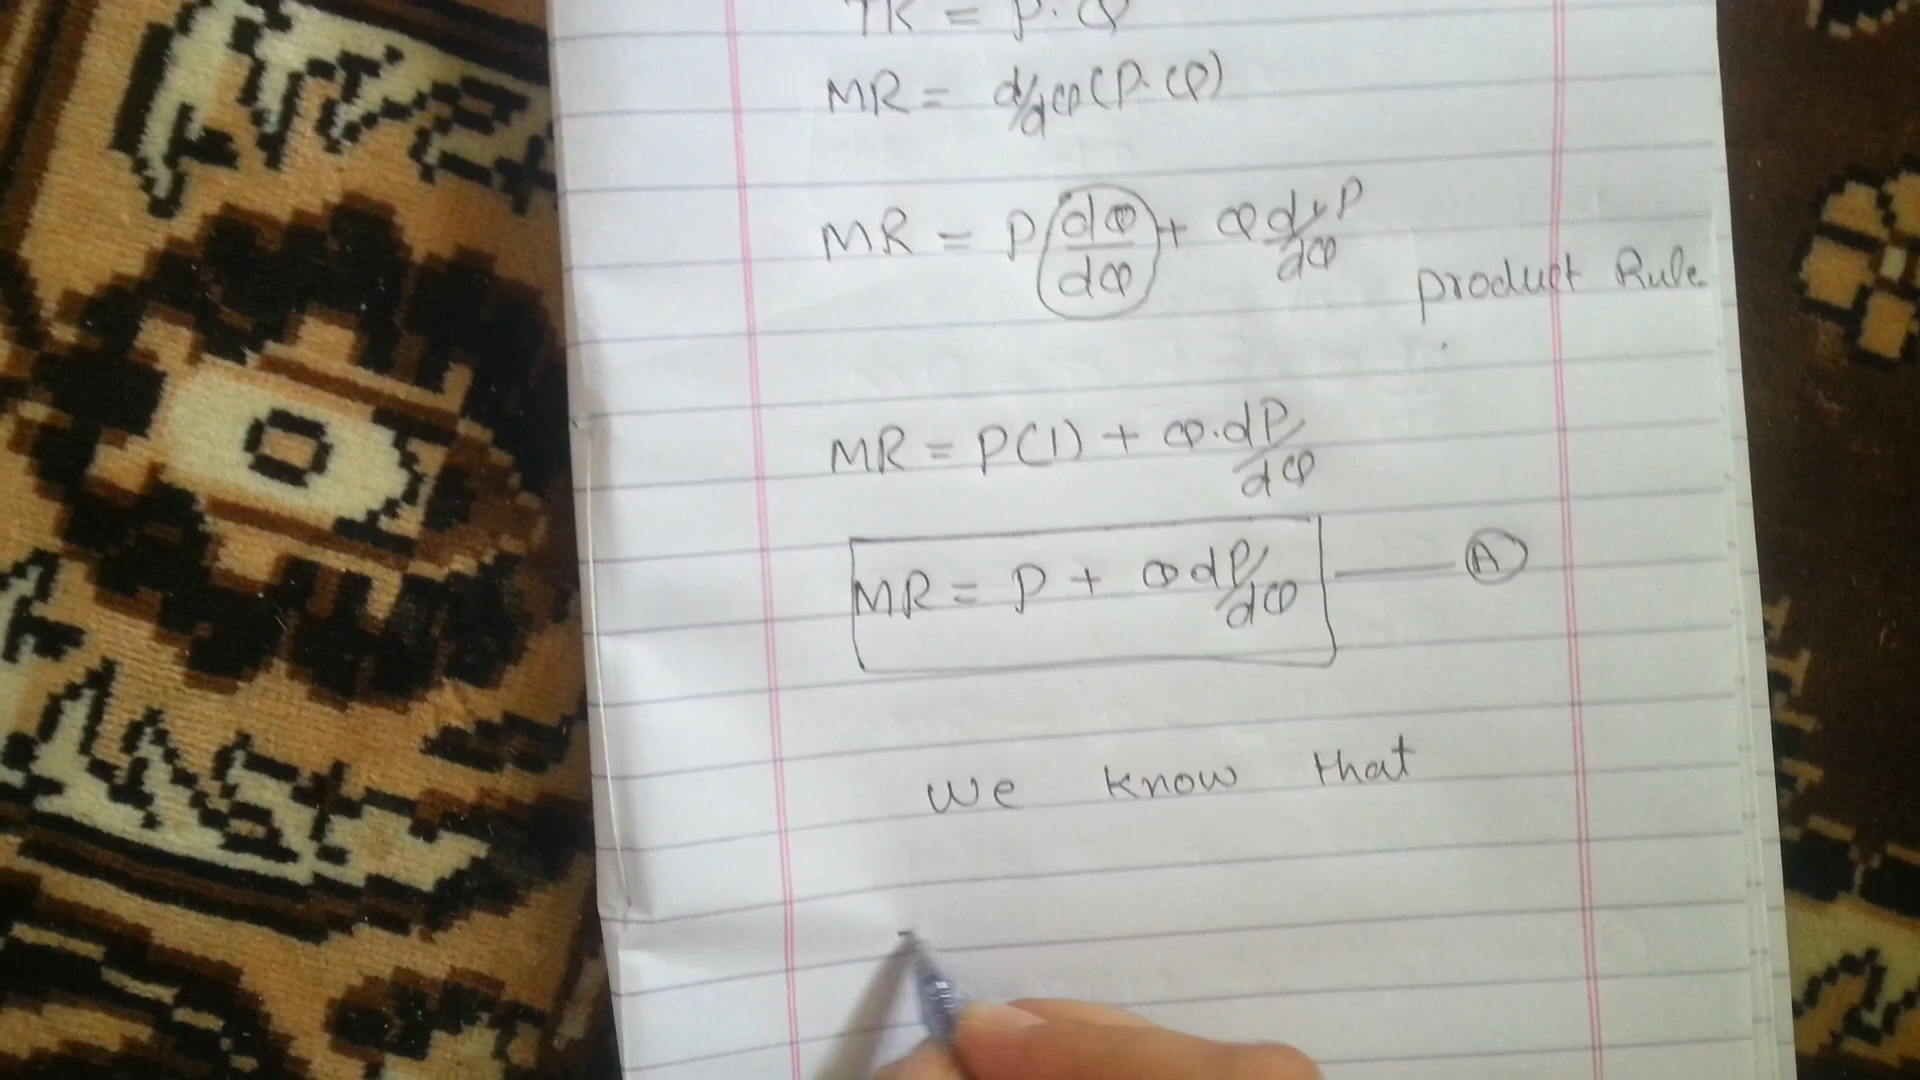 TR = P. Q
MR = d/dQ (P. Q)
MR = P (dQ/dQ) + Q dP/dQ
product Rule
MR = P(1) + Q. dP/dQ
MR = P + Q dP/dQ —— A
We know that